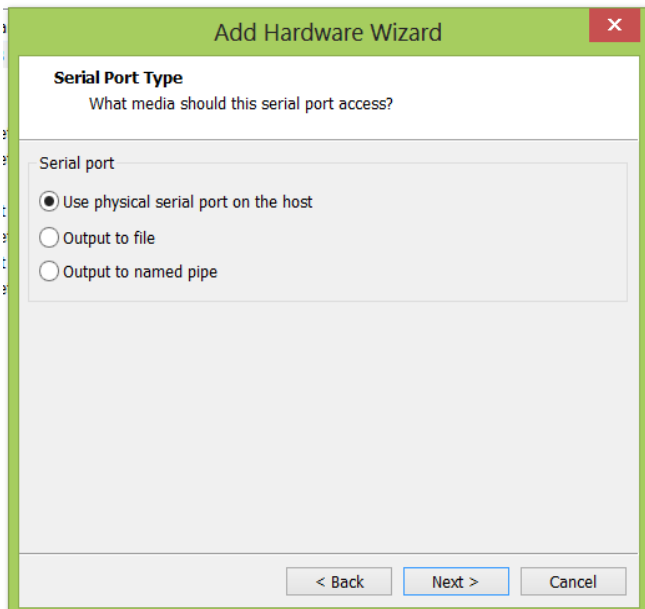 Add Hardware Wizard
Serial Port Type
What media should this serial port access?
Serial port
Use physical serial port on the host
Output to file
Output to named pipe
< Back
Next >
Cancel